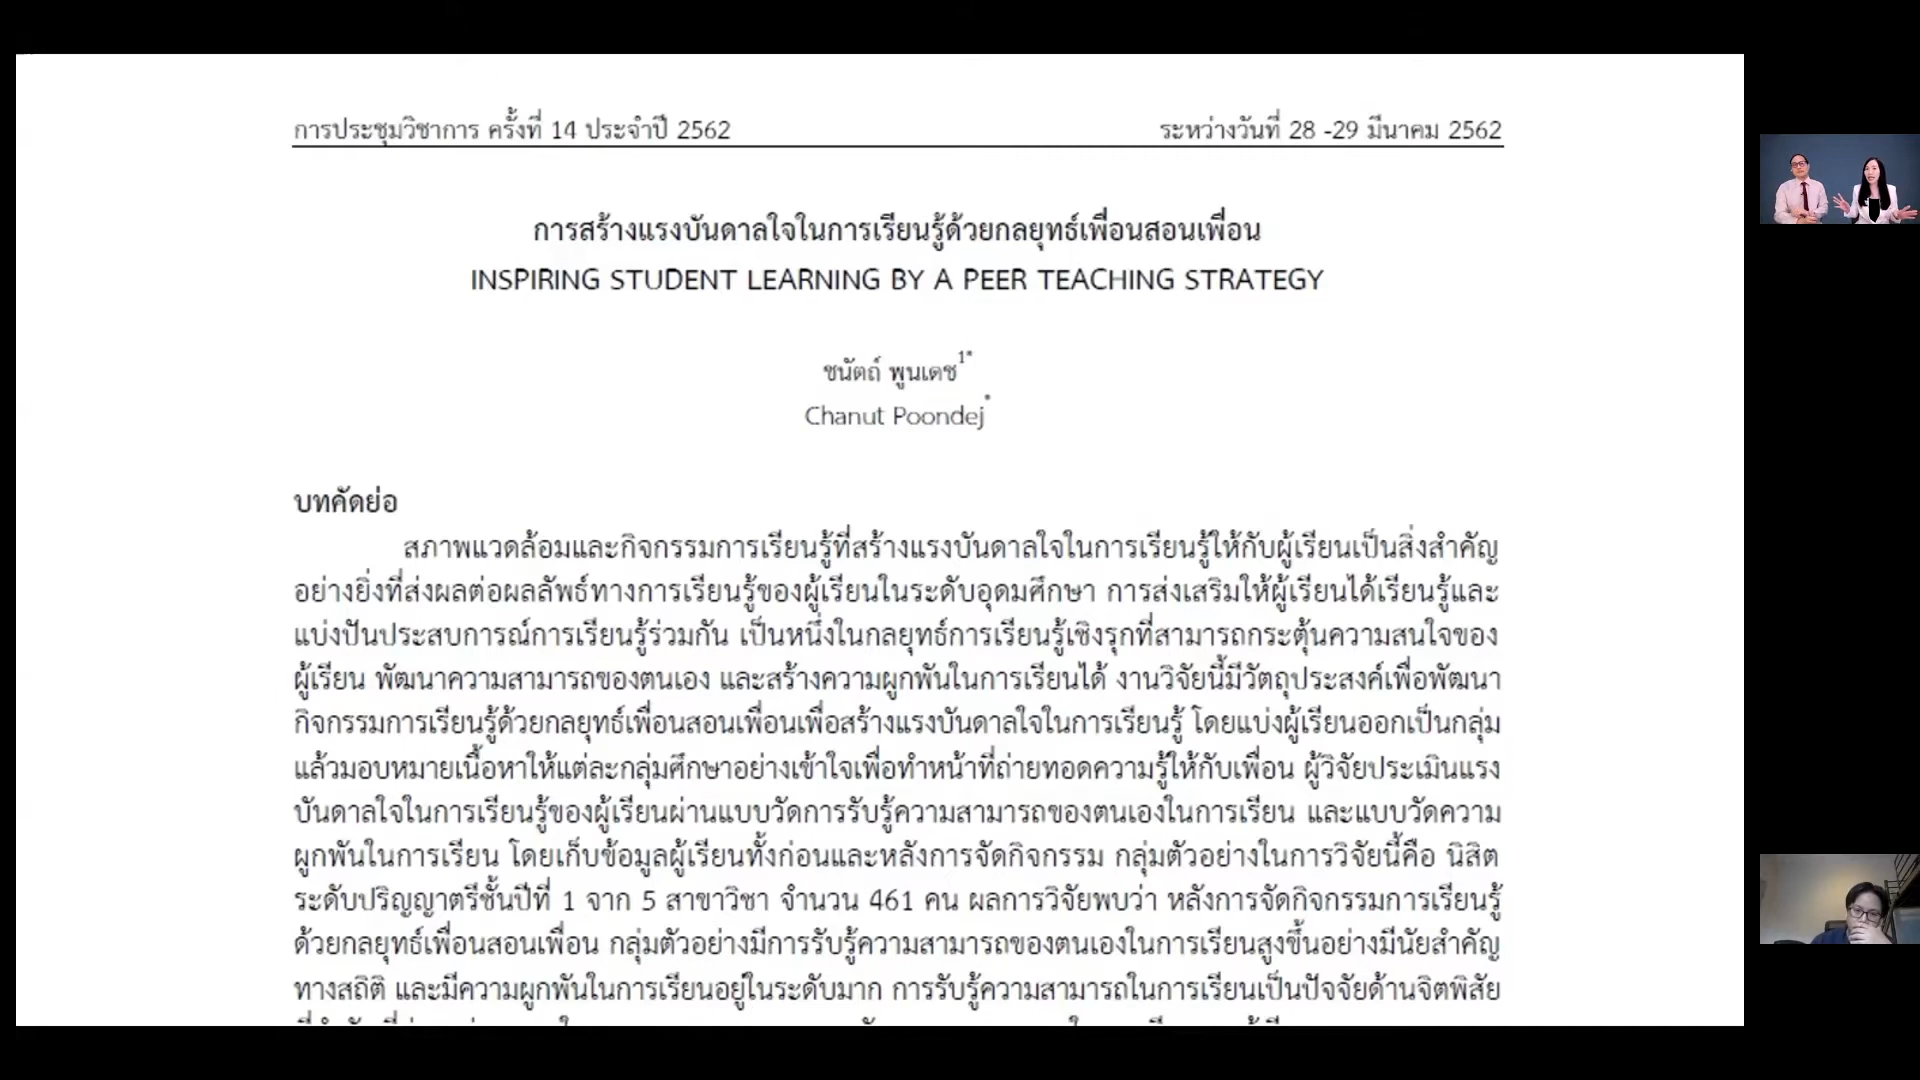 การประชุมวิชาการ ครั้งที่ 14 ประจำปี 2562 ระหว่างวันที่ 28 -29 มีนาคม 2562
การสร้างแรงบันดาลใจในการเรียนรู้ด้วยกลยุทธ์เพื่อนสอนเพื่อน
INSPIRING STUDENT LEARNING BY A PEER TEACHING STRATEGY
ชนัตถ์ พูนเดช1*
Chanut Poondej*
บทคัดย่อ
สภาพแวดล้อมและกิจกรรมการเรียนรู้ที่สร้างแรงบันดาลใจในการเรียนรู้ให้กับผู้เรียนเป็นสิ่งสำคัญ
อย่างยิ่งที่ส่งผลต่อผลลัพธ์ทางการเรียนรู้ของผู้เรียนในระดับอุดมศึกษา การส่งเสริมให้ผู้เรียนได้เรียนรู้และ
แบ่งปันประสบการณ์การเรียนรู้ร่วมกัน เป็นหนึ่งในกลยุทธ์การเรียนรู้เชิงรุกที่สามารถกระตุ้นความสนใจของ
ผู้เรียน พัฒนาความสามารถของตนเอง และสร้างความผูกพันในการเรียนได้ งานวิจัยนี้มีวัตถุประสงค์เพื่อพัฒนา
กิจกรรมการเรียนรู้ด้วยกลยุทธ์เพื่อนสอนเพื่อนเพื่อสร้างแรงบันดาลใจในการเรียนรู้ โดยแบ่งผู้เรียนออกเป็นกลุ่ม
แล้วมอบหมายเนื้อหาให้แต่ละกลุ่มศึกษาอย่างเข้าใจเพื่อทำหน้าที่ถ่ายทอดความรู้ให้กับเพื่อน ผู้วิจัยประเมินแรง
บันดาลใจในการเรียนรู้ของผู้เรียนผ่านแบบวัดการรับรู้ความสามารถของตนเองในการเรียน และแบบวัดความ
ผูกพันในการเรียน โดยเก็บข้อมูลผู้เรียนทั้งก่อนและหลังการจัดกิจกรรม กลุ่มตัวอย่างในการวิจัยนี้คือ นิสิต
ระดับปริญญาตรีชั้นปีที่ 1 จาก 5 สาขาวิชา จำนวน 461 คน ผลการวิจัยพบว่า หลังการจัดกิจกรรมการเรียนรู้
ด้วยกลยุทธ์เพื่อนสอนเพื่อน กลุ่มตัวอย่างมีการรับรู้ความสามารถของตนเองในการเรียนสูงขึ้นอย่างมีนัยสำคัญ
ทางสถิติ และมีความผูกพันในการเรียนอยู่ในระดับมาก การรับรู้ความสามารถในการเรียนเป็นปัจจัยด้านจิตพิสัย